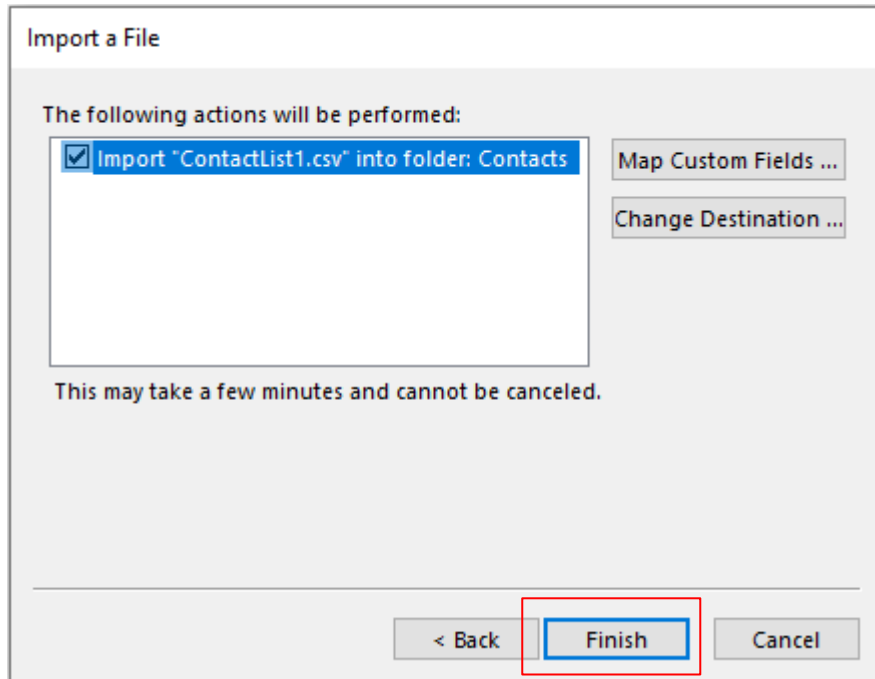 Import a File
The following actions will be performed:
Import "ContactList1.csv" into folder: Contacts
Map Custom Fields ...
Change Destination ...
This may take a few minutes and cannot be canceled.
< Back
Finish
Cancel